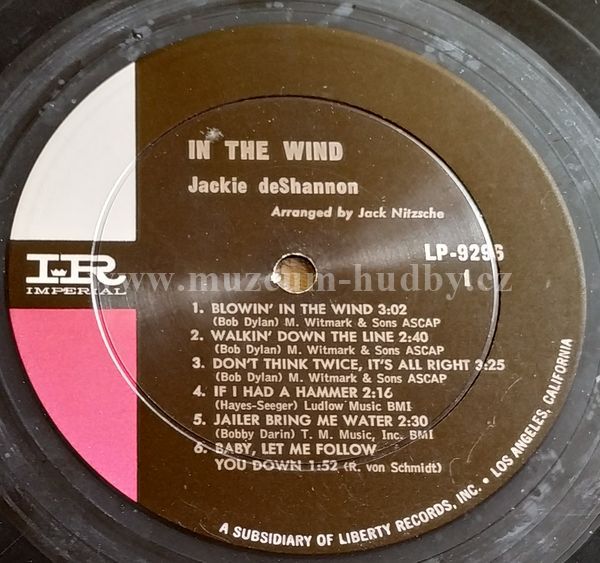 IN THE WIND
Jackie deShannon
Arranged by Jack Nitzsche
LP-9296
1
IR
IMPERIAL
www.muzeum-hudby.cz
1. BLOWIN' IN THE WIND 3:02
(Bob Dylan) M. Witmark & Sons ASCAP
2. WALKIN' DOWN THE LINE 2:40
(Bob Dylan) M. Witmark & Sons ASCAP
3. DON'T THINK TWICE, IT'S ALL RIGHT 3:25
(Bob Dylan) M. Witmark & Sons ASCAP
4. IF I HAD A HAMMER 2:16
(Hayes-Seeger) Ludlow Music BMI
5. JAILER BRING ME WATER 2:30
(Bobby Darin) T. M. Music, Inc. BMI
6. BABY, LET ME FOLLOW
YOU DOWN 1:52 (R. von Schmidt)
A SUBSIDIARY OF LIBERTY RECORDS, INC. • LOS ANGELES, CALIFORNIA